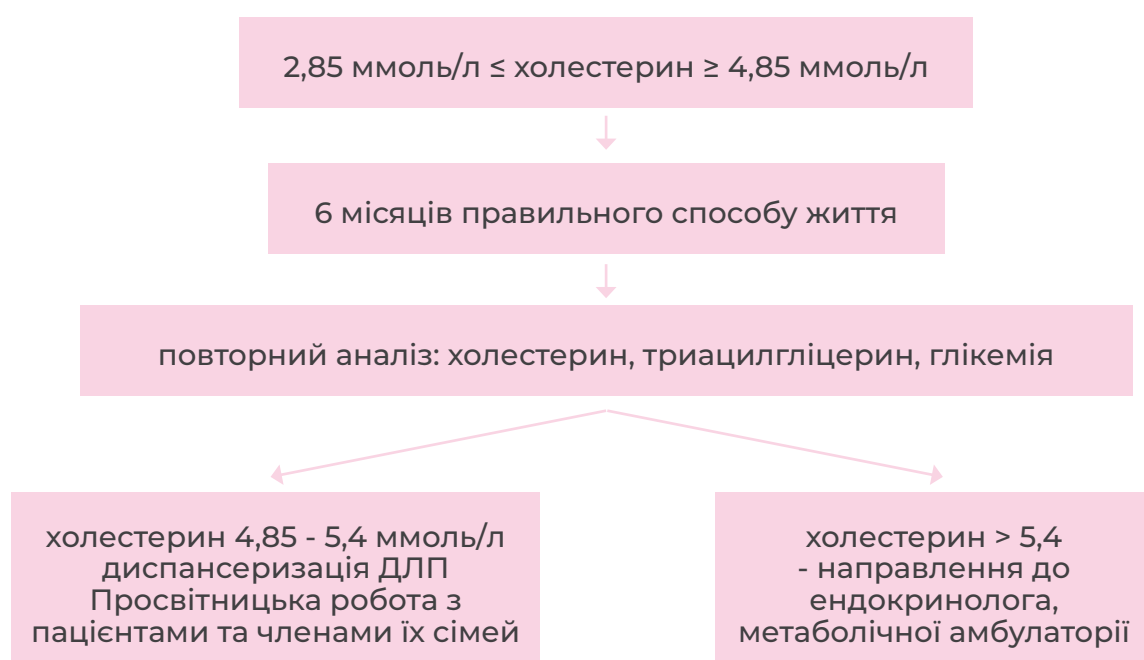 2,85 ммоль/л ≤ холестерин ≥ 4,85 ммоль/л
6 місяців правильного способу життя
повторний аналіз: холестерин, триацилгліцерин, глікемія
холестерин 4,85 - 5,4 ммоль/л
диспансеризація ДЛП
Просвітницька робота з
пацієнтами та членами їх сімей
холестерин > 5,4
- направлення до
ендокринолога,
метаболічної амбулаторії